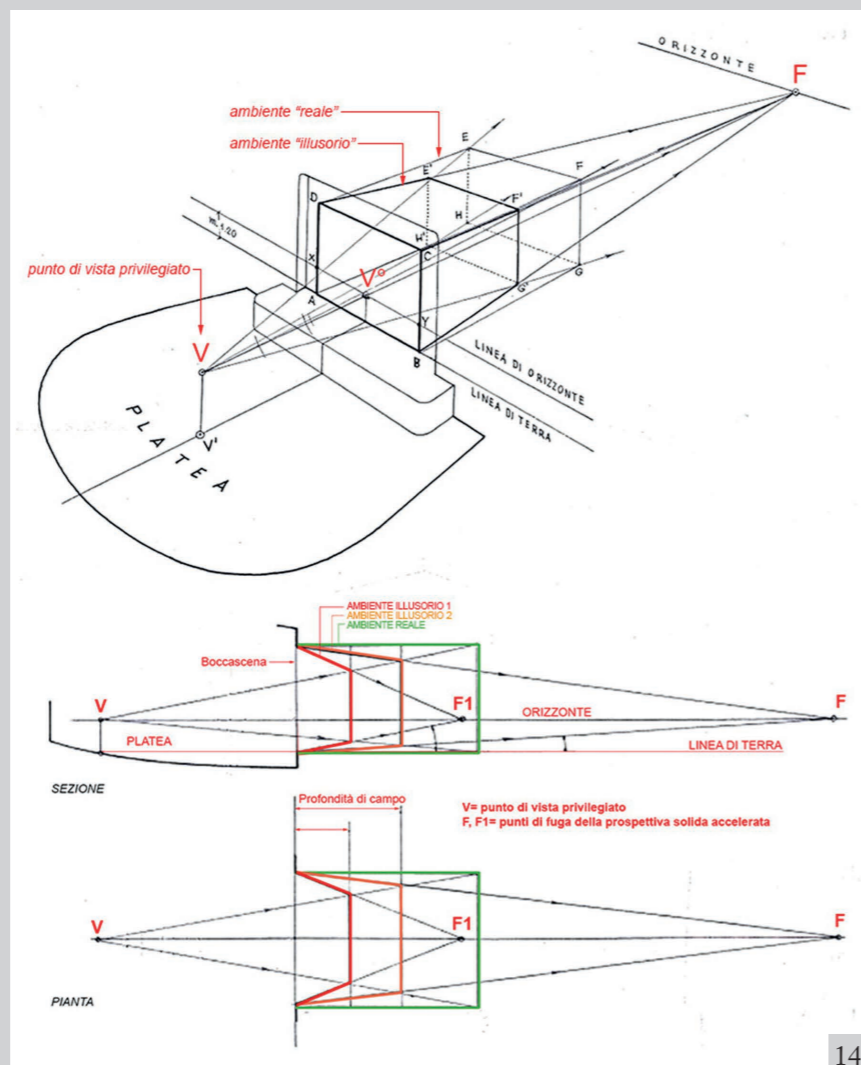 ORIZZONTE
F
ambiente "reale"
ambiente "illusorio"
E
E'
F
D
F'
H
H'
C
m. 1.20
X
V°
G
G'
punto di vista privilegiato
A
Y
V
B
LINEA DI ORIZZONTE
LINEA DI TERRA
V'
PLATEA
AMBIENTE ILLUSORIO 1
AMBIENTE ILLUSORIO 2
AMBIENTE REALE
Boccascena
V
F1
F
ORIZZONTE
PLATEA
LINEA DI TERRA
SEZIONE
Profondità di campo
V= punto di vista privilegiato
F, F1= punti di fuga della prospettiva solida accelerata
V
F1
F
PIANTA
14